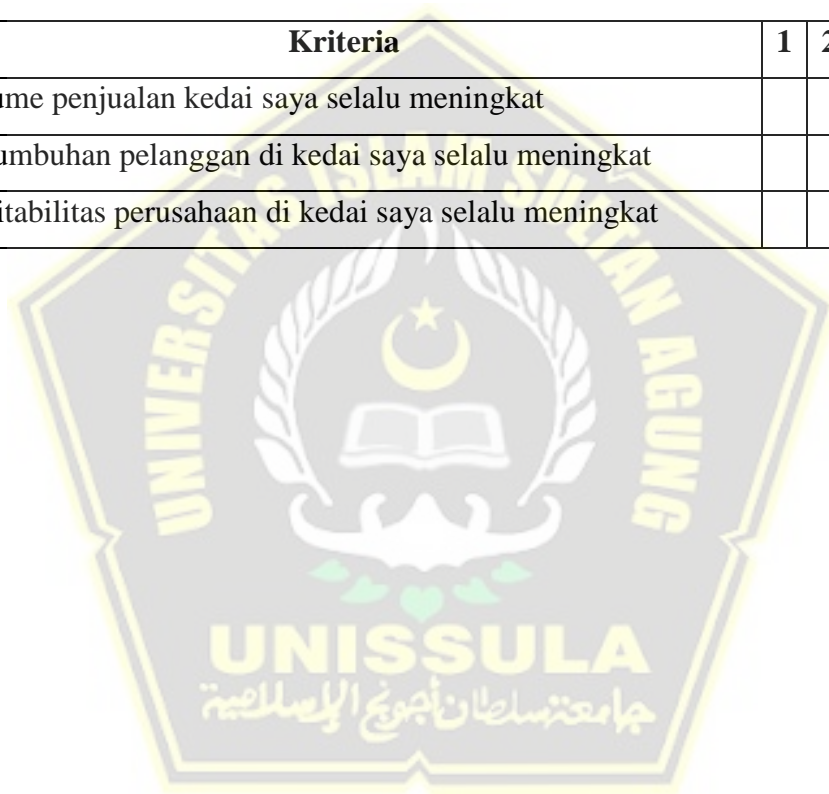 Kriteria 1 2
ume penjualan kedai saya selalu meningkat
umbuhan pelanggan di kedai saya selalu meningkat
itabilitas perusahaan di kedai saya selalu meningkat
UNIVERSITAS ISLAM SULTAN AGUNG
UNISSULA
جامعة سلطان أجونج الإسلامية